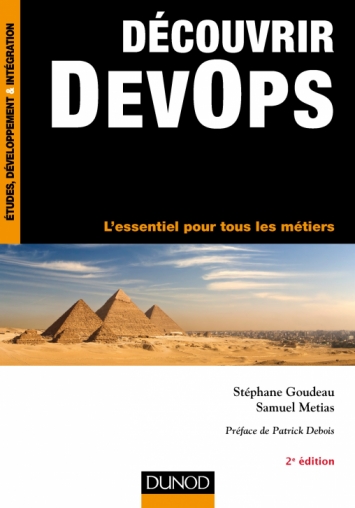 ÉTUDES, DÉVELOPPEMENT & INTÉGRATION
DÉCOUVRIR
DEVOPS
L'essentiel pour tous les métiers
Stéphane Goudeau
Samuel Metias
Préface de Patrick Debois
2e édition
DUNOD